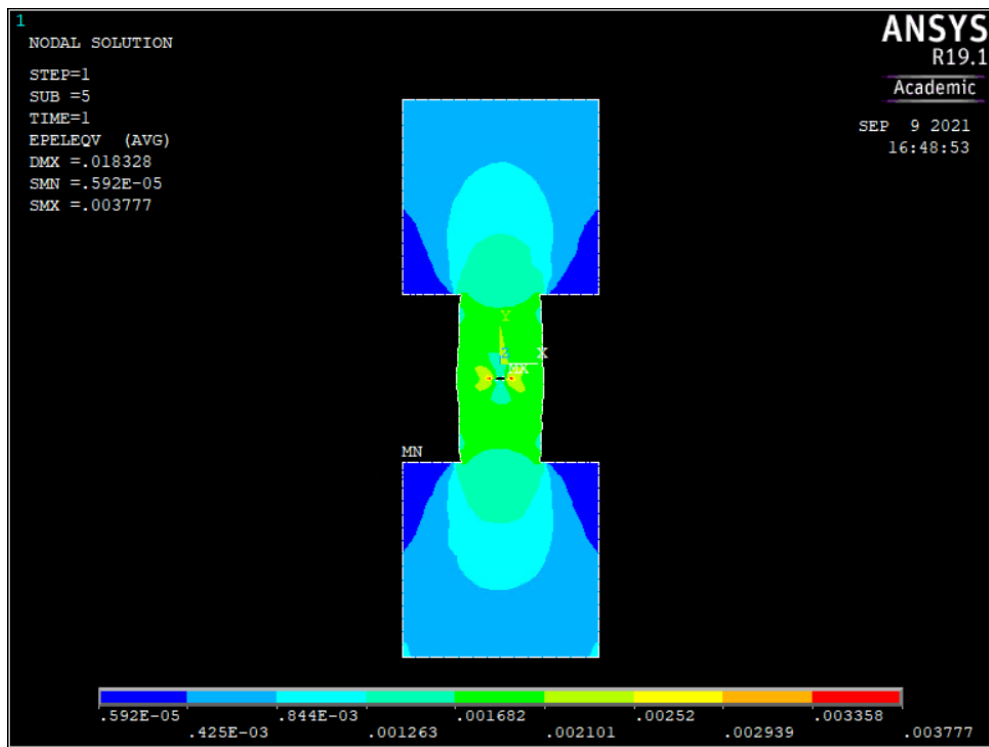 1
NODAL SOLUTION
STEP=1
SUB =5
TIME=1
EPELEQV (AVG)
DMX =.018328
SMN =.592E-05
SMX =.003777
ANSYS
R19.1
Academic
SEP 9 2021
16:48:53
Y
Z
X
MX
MN
.592E-05
.425E-03
.844E-03
.001263
.001682
.002101
.00252
.002939
.003358
.003777